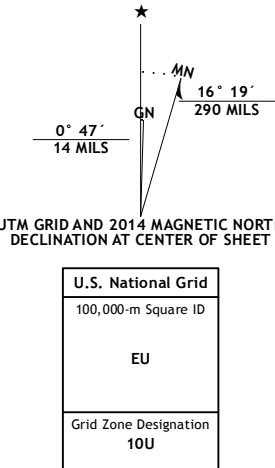 ★
MN
GN
16° 19´
290 MILS
0° 47´
14 MILS
UTM GRID AND 2014 MAGNETIC NORTH
DECLINATION AT CENTER OF SHEET
U.S. National Grid
100,000-m Square ID
EU
Grid Zone Designation
10U